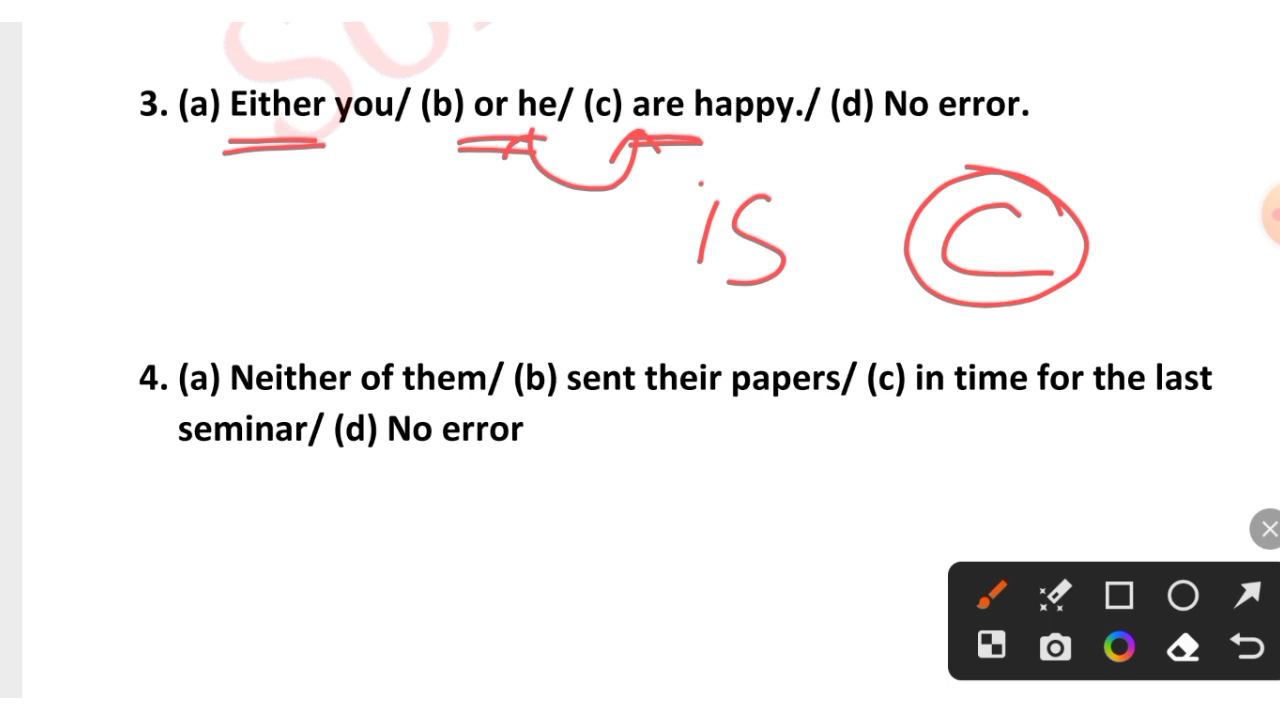 3. (a) Either you/ (b) or he/ (c) are happy./ (d) No error.
is C
4. (a) Neither of them/ (b) sent their papers/ (c) in time for the last
seminar/ (d) No error